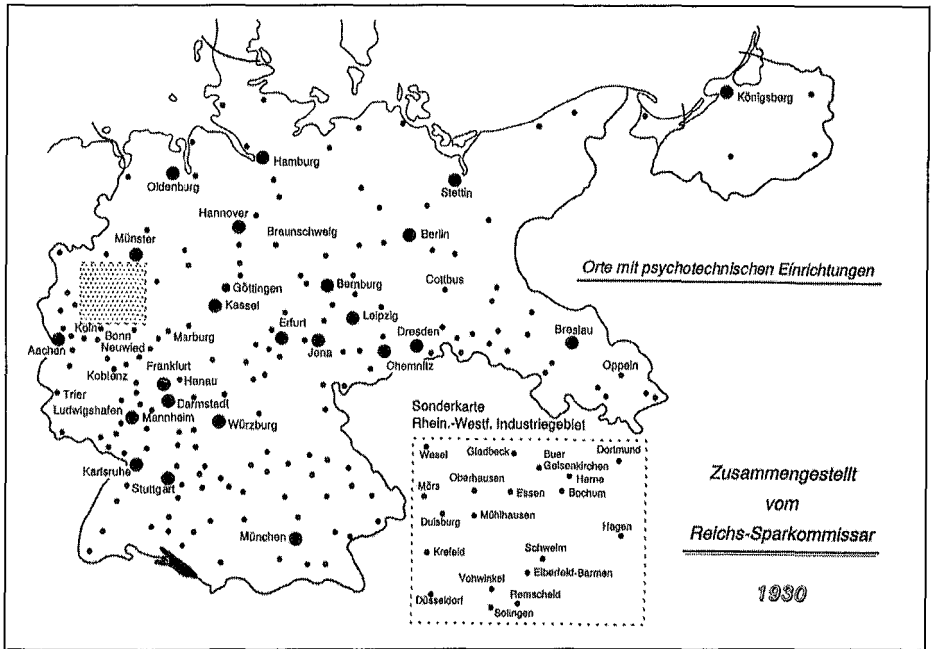 Königsberg
Hamburg
Oldenburg
Stettin
Hannover
Braunschweig
Berlin
Münster
Orte mit psychotechnischen Einrichtungen
Göttingen
Bernburg
Cottbus
Kassel
Leipzig
Erfurt
Dresden
Breslau
Köln
Bonn
Marburg
Aachen
Neuwied
Jena
Chemnitz
Koblenz
Frankfurt
Hanau
Oppeln
Trier
Darmstadt
Ludwigshafen
Mannheim
Würzburg
Sonderkarte
Rhein.-Westf. Industriegebiet
Karlsruhe
Stuttgart
München
Wesel
Gladbeck
Buer
Dortmund
Gelsenkirchen
Herne
Oberhausen
Mörs
Essen
Bochum
Duisburg
Mühlhausen
Hagen
Krefeld
Schwelm
Elberfeld-Barmen
Vohwinkel
Düsseldorf
Remscheid
Solingen
Zusammengestellt
vom
Reichs-Sparkommissar
1930